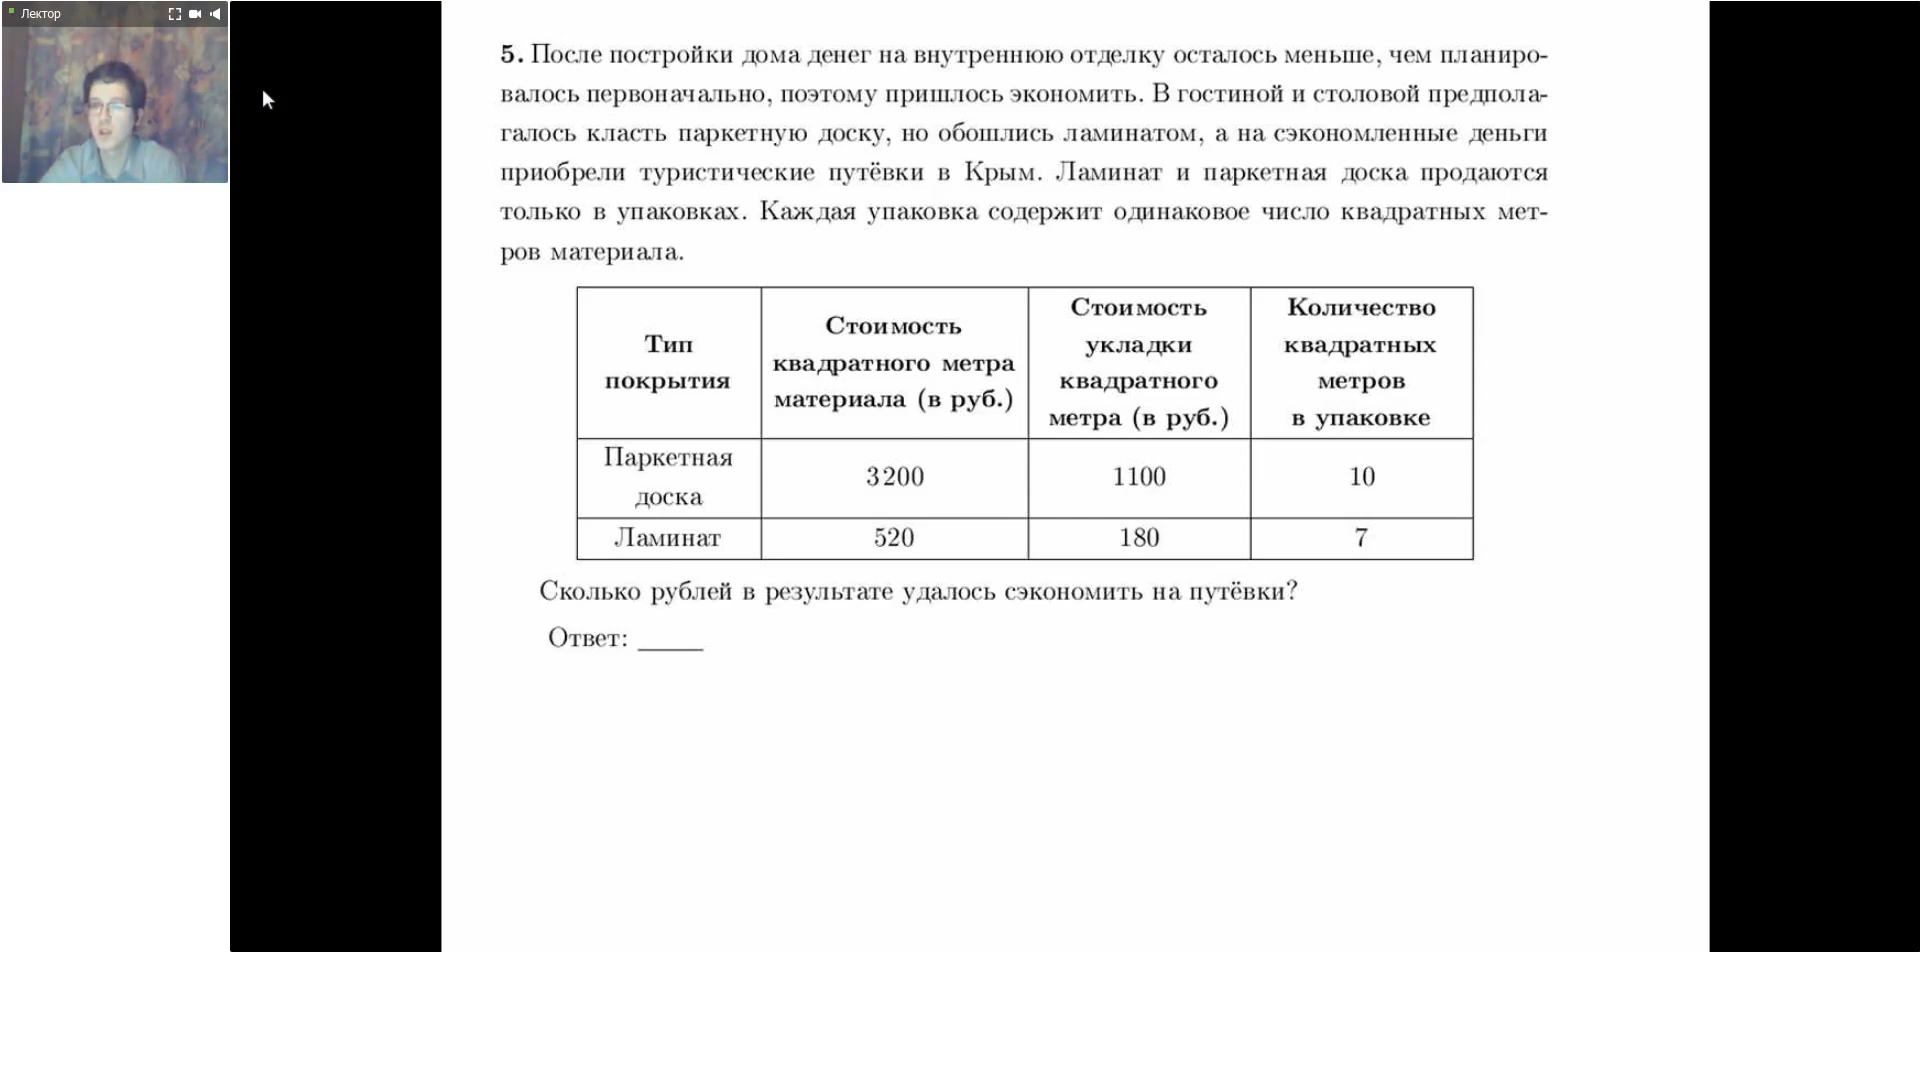 Лектор
5. После постройки дома денег на внутреннюю отделку осталось меньше, чем планиро-
валось первоначально, поэтому пришлось экономить. В гостиной и столовой предпола-
галось класть паркетную доску, но обошлись ламинатом, а на сэкономленные деньги
приобрели туристические путёвки в Крым. Ламинат и паркетная доска продаются
только в упаковках. Каждая упаковка содержит одинаковое число квадратных мет-
ров материала.
Тип
покрытия
Стоимость
квадратного метра
материала (в руб.)
Стоимость
укладки
квадратного
метра (в руб.)
Количество
квадратных
метров
в упаковке
Паркетная
доска
3200
1100
10
Ламинат
520
180
7
Сколько рублей в результате удалось сэкономить на путёвки?
Ответ: _____